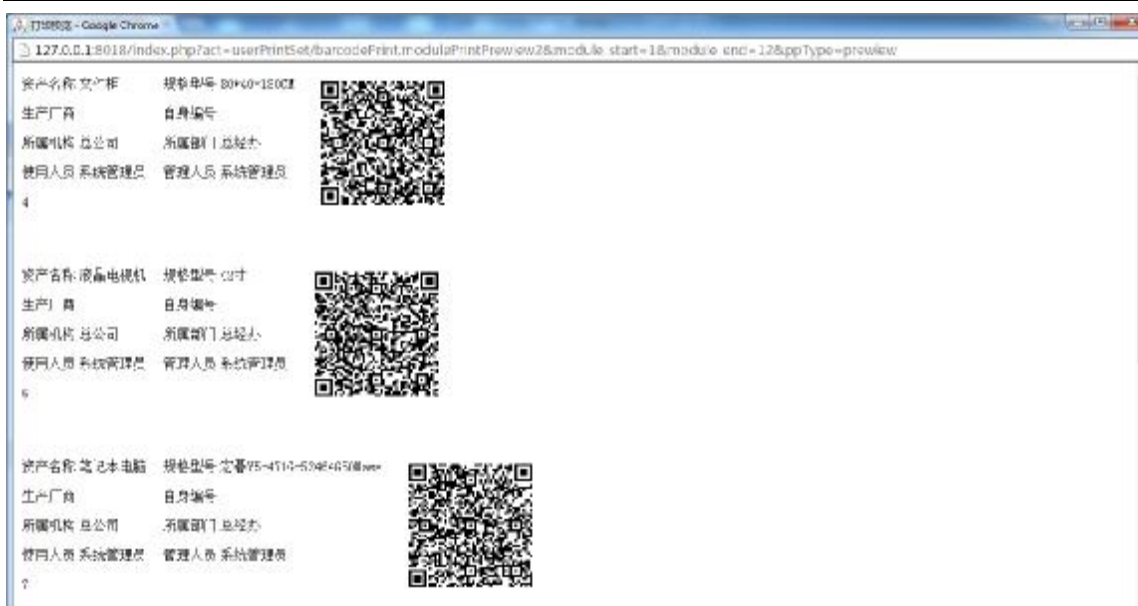 打印预览 - Google Chrome
127.0.0.1:8018/index.php?act=userPrintSet/barcodePrint.modulePrintPreview2&module_start=1&module_end=12&ppType=preview
资产名称 文件柜 规格型号
生产厂商 自身编号
所属机构 总公司 所属部门 总经办
使用人员 系统管理员 管理人员 系统管理员
4
资产名称 液晶电视机 规格型号 42寸
生产厂商 自身编号
所属机构 总公司 所属部门 总经办
使用人员 系统管理员 管理人员 系统管理员
6
资产名称 笔记本电脑 规格型号
生产厂商 自身编号
所属机构 总公司 所属部门 总经办
使用人员 系统管理员 管理人员 系统管理员
7